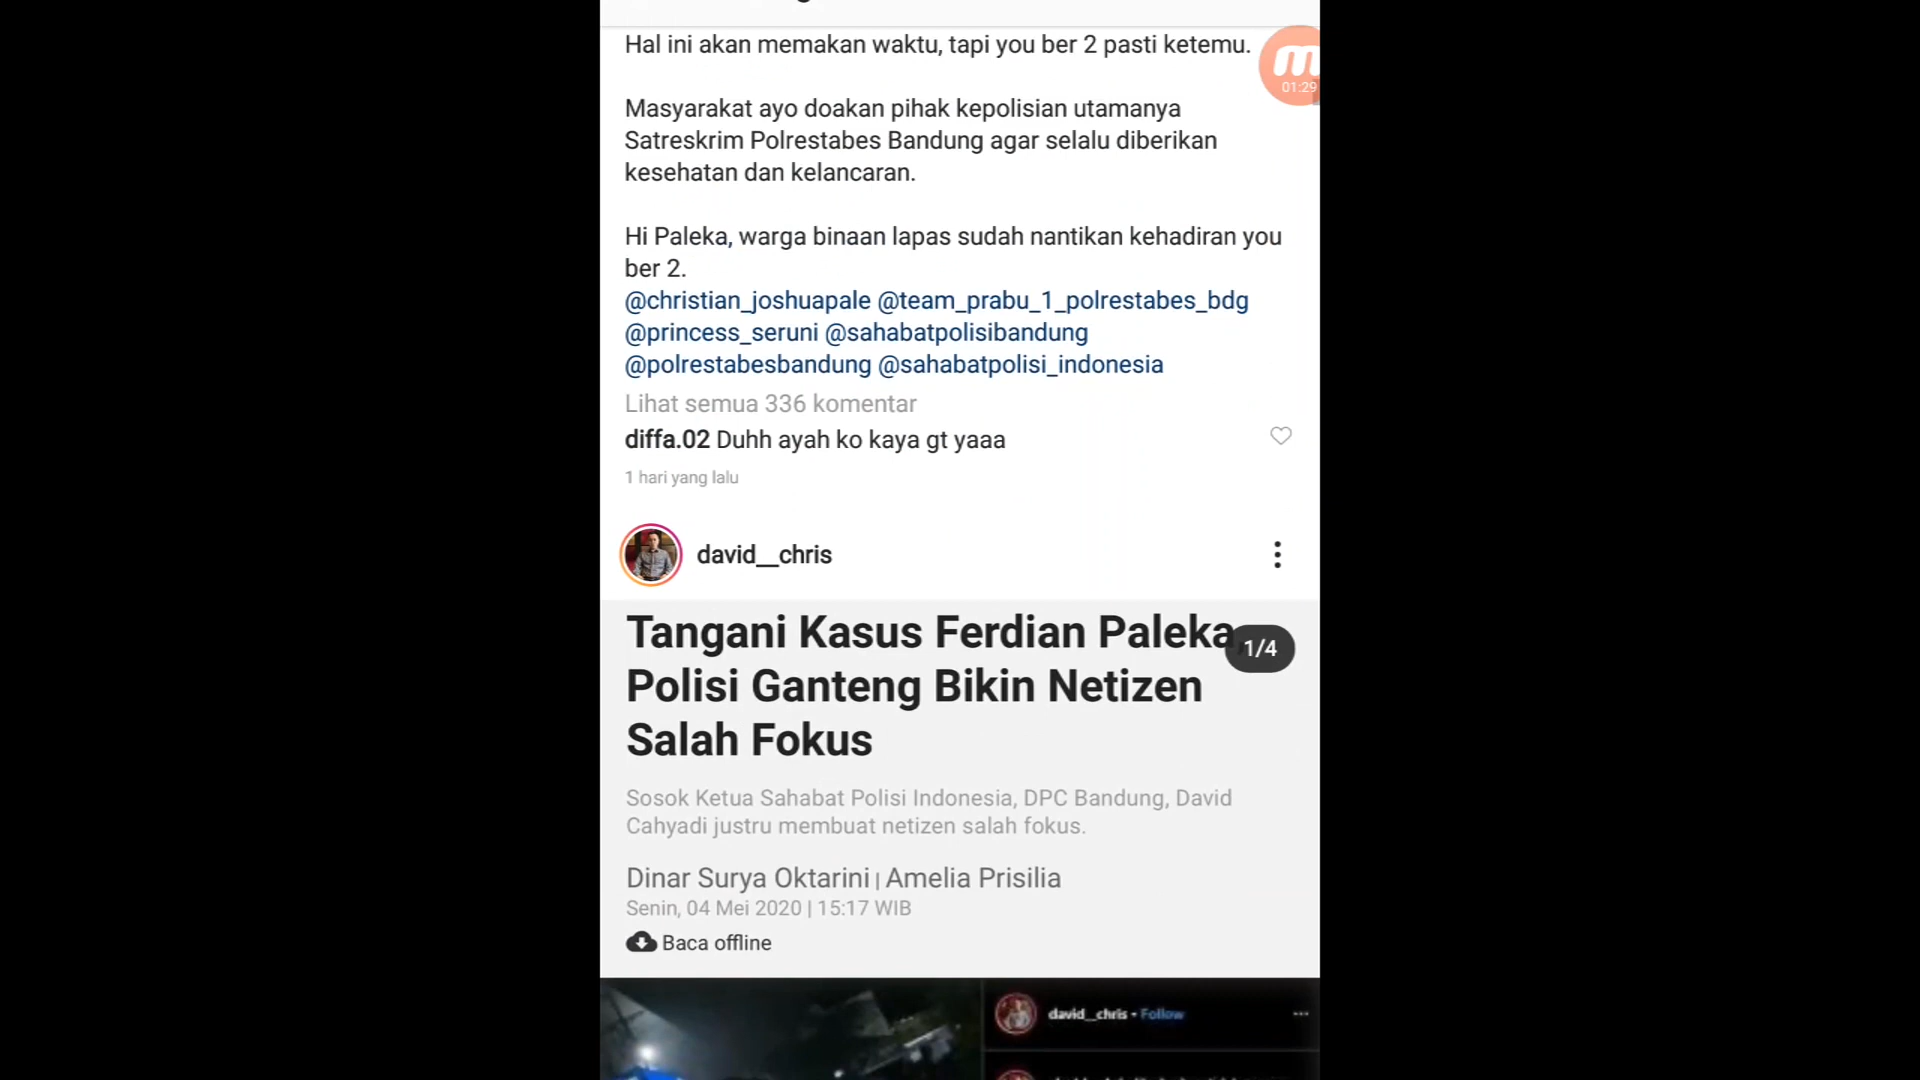 Hal ini akan memakan waktu, tapi you ber 2 pasti ketemu.
01:29
Masyarakat ayo doakan pihak kepolisian utamanya
Satreskrim Polrestabes Bandung agar selalu diberikan
kesehatan dan kelancaran.
Hi Paleka, warga binaan lapas sudah nantikan kehadiran you
ber 2.
@christian_joshuapale @team_prabu_1_polrestabes_bdg
@princess_seruni @sahabatpolisibandung
@polrestabesbandung @sahabatpolisi_indonesia
Lihat semua 336 komentar
diffa.02 Duhh ayah ko kaya gt yaaa
1 hari yang lalu
david__chris
Tangani Kasus Ferdian Paleka,
1/4
Polisi Ganteng Bikin Netizen
Salah Fokus
Sosok Ketua Sahabat Polisi Indonesia, DPC Bandung, David
Cahyadi justru membuat netizen salah fokus.
Dinar Surya Oktarini | Amelia Prisilia
Senin, 04 Mei 2020 | 15:17 WIB
Baca offline
david__chris • Follow